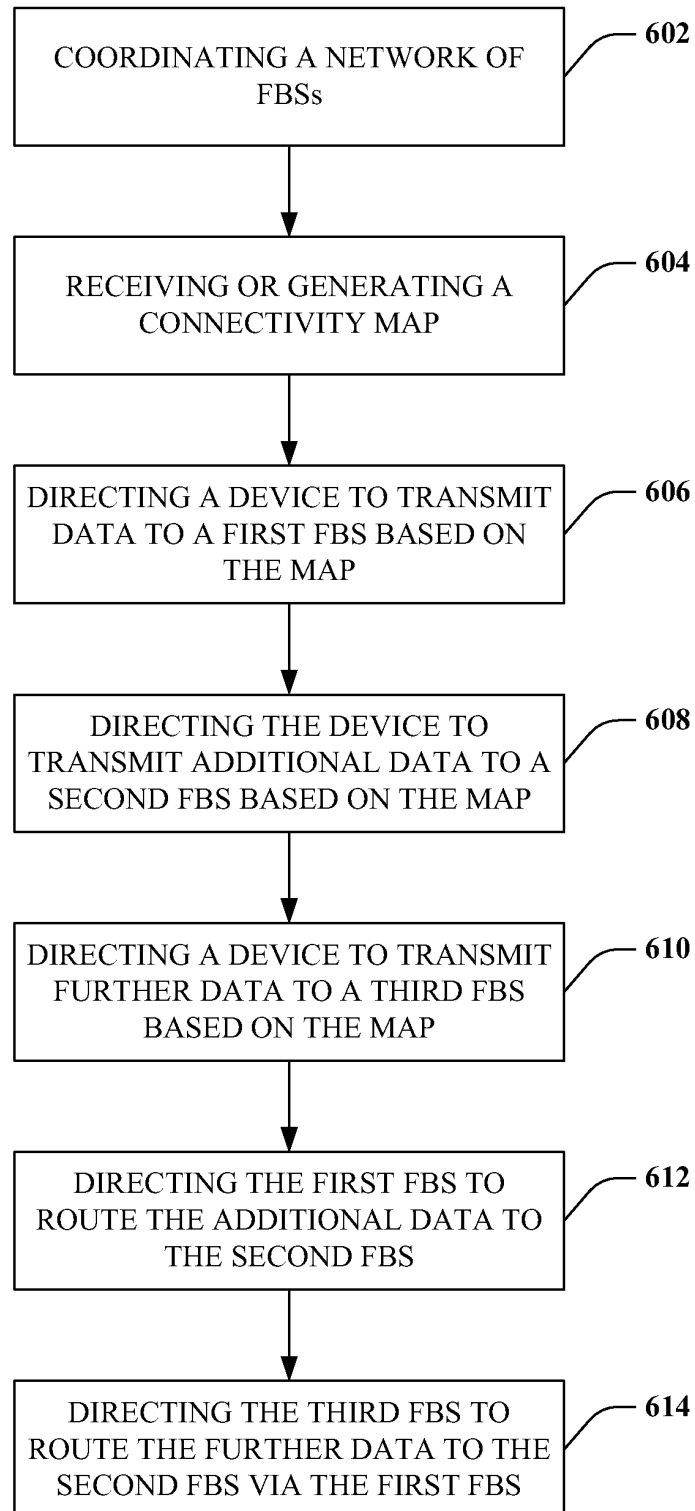 COORDINATING A NETWORK OF
FBSs
602
RECEIVING OR GENERATING A
CONNECTIVITY MAP
604
DIRECTING A DEVICE TO TRANSMIT
DATA TO A FIRST FBS BASED ON
THE MAP
606
DIRECTING THE DEVICE TO
TRANSMIT ADDITIONAL DATA TO A
SECOND FBS BASED ON THE MAP
608
DIRECTING A DEVICE TO TRANSMIT
FURTHER DATA TO A THIRD FBS
BASED ON THE MAP
610
DIRECTING THE FIRST FBS TO
ROUTE THE ADDITIONAL DATA TO
THE SECOND FBS
612
DIRECTING THE THIRD FBS TO
ROUTE THE FURTHER DATA TO THE
SECOND FBS VIA THE FIRST FBS
614